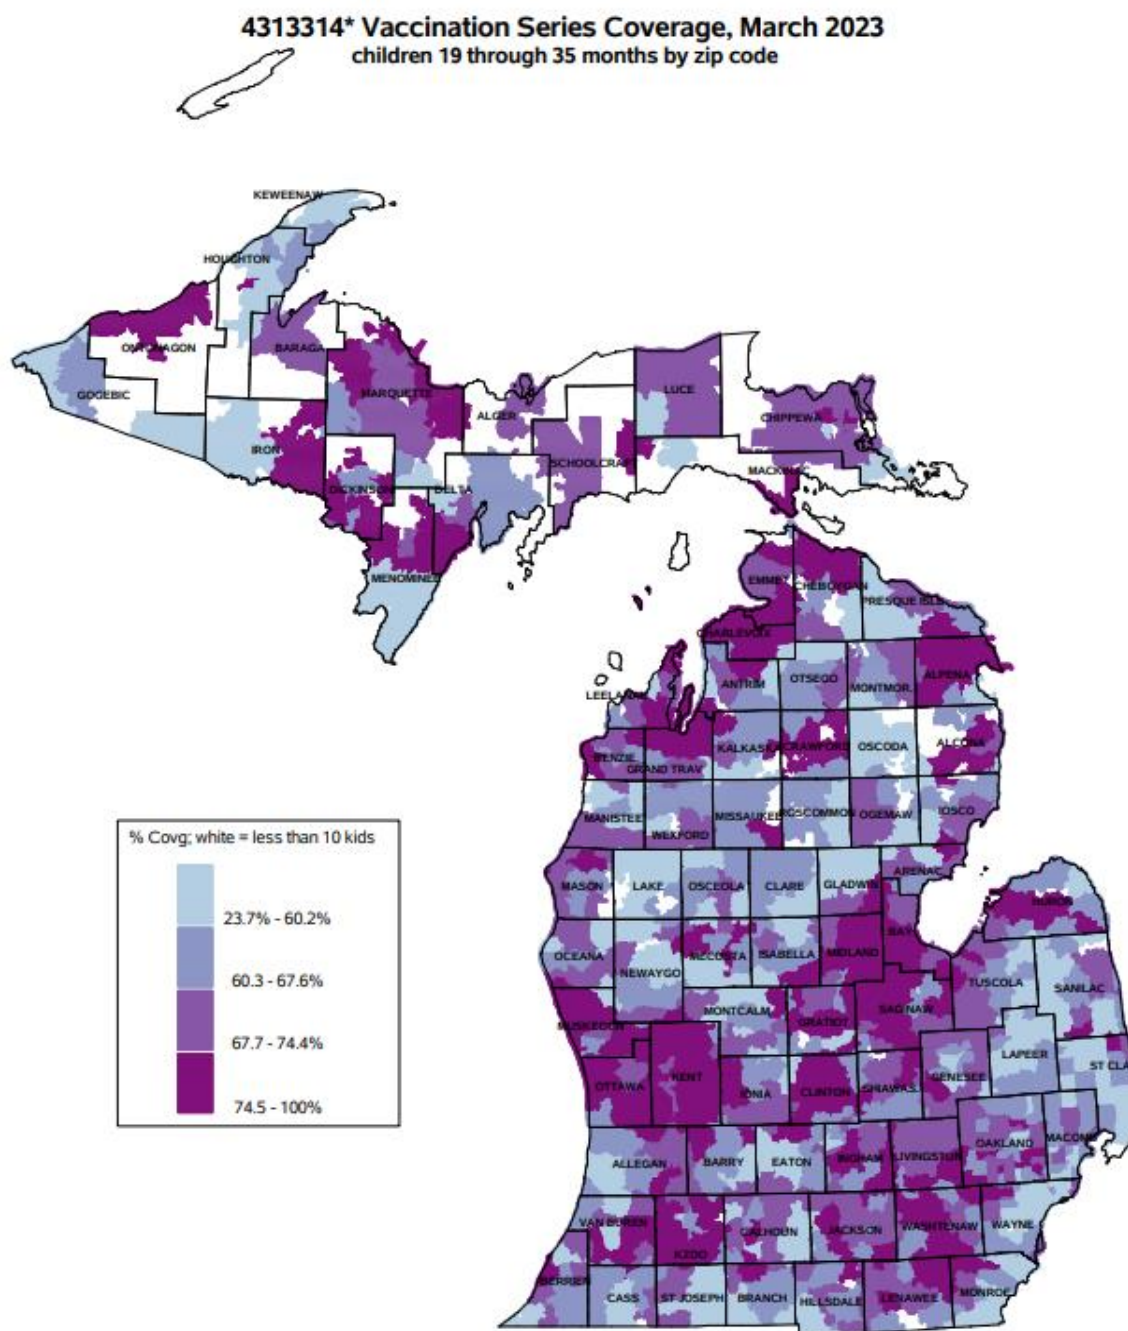 4313314* Vaccination Series Coverage, March 2023
children 19 through 35 months by zip code
KEWEENAW
HOUGHTON
ONTONAGON
BARAGA
GOGEBIC
MARQUETTE
LUCE
ALGER
CHIPPEWA
IRON
SCHOOLCRAFT
MACKINAC
DICKINSON
DELTA
MENOMINEE
EMMET
CHEBOYGAN
PRESQUE ISLE
CHARLEVOIX
ANTRIM
OTSEGO
MONTMOR.
ALPENA
LEELANAU
BENZIE
GRAND TRAV
KALKASKA
CRAWFORD
OSCODA
ALCONA
MANISTEE
WEXFORD
MISSAUKEE
ROSCOMMON
OGEMAW
IOSCO
% Covg; white = less than 10 kids
23.7% - 60.2%
60.3 - 67.6%
67.7 - 74.4%
74.5 - 100%
MASON
LAKE
OSCEOLA
CLARE
GLADWIN
ARENAC
HURON
OCEANA
NEWAYGO
MECOSTA
ISABELLA
MIDLAND
BAY
TUSCOLA
SANILAC
MUSKEGON
MONTCALM
GRATIOT
SAGINAW
OTTAWA
KENT
IONIA
CLINTON
SHIAWAS.
GENESEE
LAPEER
ST CLA
ALLEGAN
BARRY
EATON
INGHAM
LIVINGSTON
OAKLAND
MACOMB
VAN BUREN
KZOO
CALHOUN
JACKSON
WASHTENAW
WAYNE
BERRIEN
CASS
ST JOSEPH
BRANCH
HILLSDALE
LENAWEE
MONROE